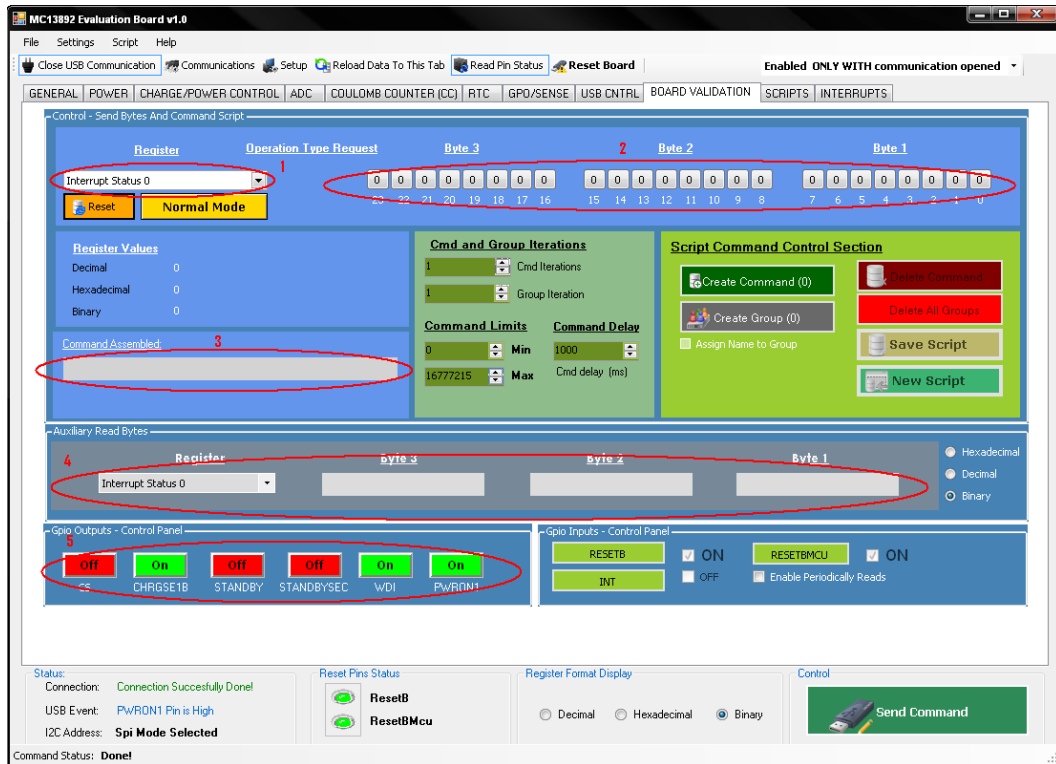 MC13892 Evaluation Board v1.0
File Settings Script Help
Close USB Communication Communications Setup Reload Data To This Tab Read Pin Status Reset Board Enabled ONLY WITH communication opened
GENERAL POWER CHARGE/POWER CONTROL ADC COULOMB COUNTER (CC) RTC GPO/SENSE USB CNTRL BOARD VALIDATION SCRIPTS INTERRUPTS
Control - Send Bytes And Command Script
Register Operation Type Request Byte 3 2 Byte 2 Byte 1
1
Interrupt Status 0 0 0 0 0 0 0 0 0 0 0 0 0 0 0 0 0 0 0 0 0 0 0 0 0
23 22 21 20 19 18 17 16 15 14 13 12 11 10 9 8 7 6 5 4 3 2 1 0
Reset Normal Mode
Register Values
Decimal 0
Hexadecimal 0
Binary 0
Command Assembled: 3
Cmd and Group Iterations
1 Cmd Iterations
1 Group Iteration
Command Limits Command Delay
0 Min 1000
16777215 Max Cmd delay (ms)
Script Command Control Section
Create Command (0) Delete Command
Create Group (0) Delete All Groups
Assign Name to Group Save Script
New Script
Auxiliary Read Bytes
4 Register Byte 3 Byte 2 Byte 1
Interrupt Status 0
Hexadecimal
Decimal
Binary
Gpio Outputs - Control Panel
5
Off On Off Off On On
CS CHRGSE1B STANDBY STANDBYSEC WDI PWRON1
Gpio Inputs - Control Panel
RESETB ON RESETBMCU ON
INT OFF Enable Periodically Reads
Status:
Connection: Connection Succesfully Done!
USB Event: PWRON1 Pin is High
I2C Address: Spi Mode Selected
Reset Pins Status
ResetB
ResetBMcu
Register Format Display
Decimal Hexadecimal Binary
Control
Send Command
Command Status: Done!